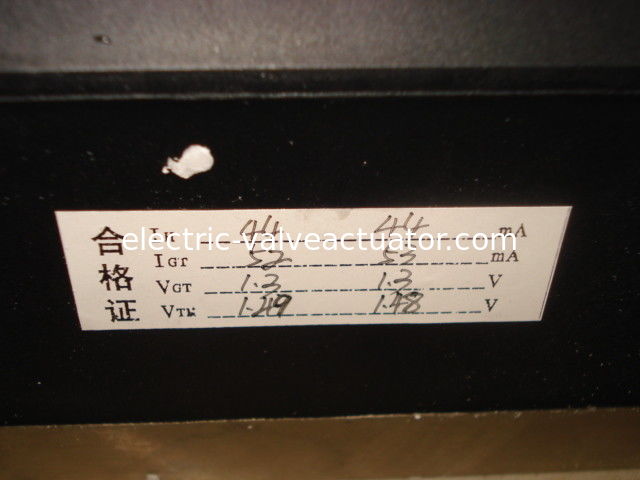 合格证
44 44 mA
electric-valveactuator.com
IGT 52 53 mA
VGT 1.3 1.3 V
VTM 1.49 1.48 V